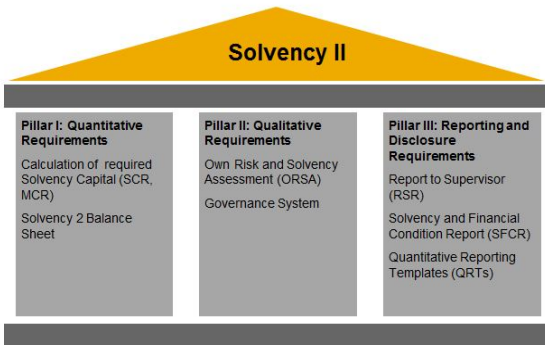 Solvency II
Pillar I: Quantitative
Requirements
Calculation of required
Solvency Capital (SCR,
MCR)
Solvency 2 Balance
Sheet
Pillar II: Qualitative
Requirements
Own Risk and Solvency
Assessment (ORSA)
Governance System
Pillar III: Reporting and
Disclosure
Requirements
Report to Supervisor
(RSR)
Solvency and Financial
Condition Report (SFCR)
Quantitative Reporting
Templates (QRTs)